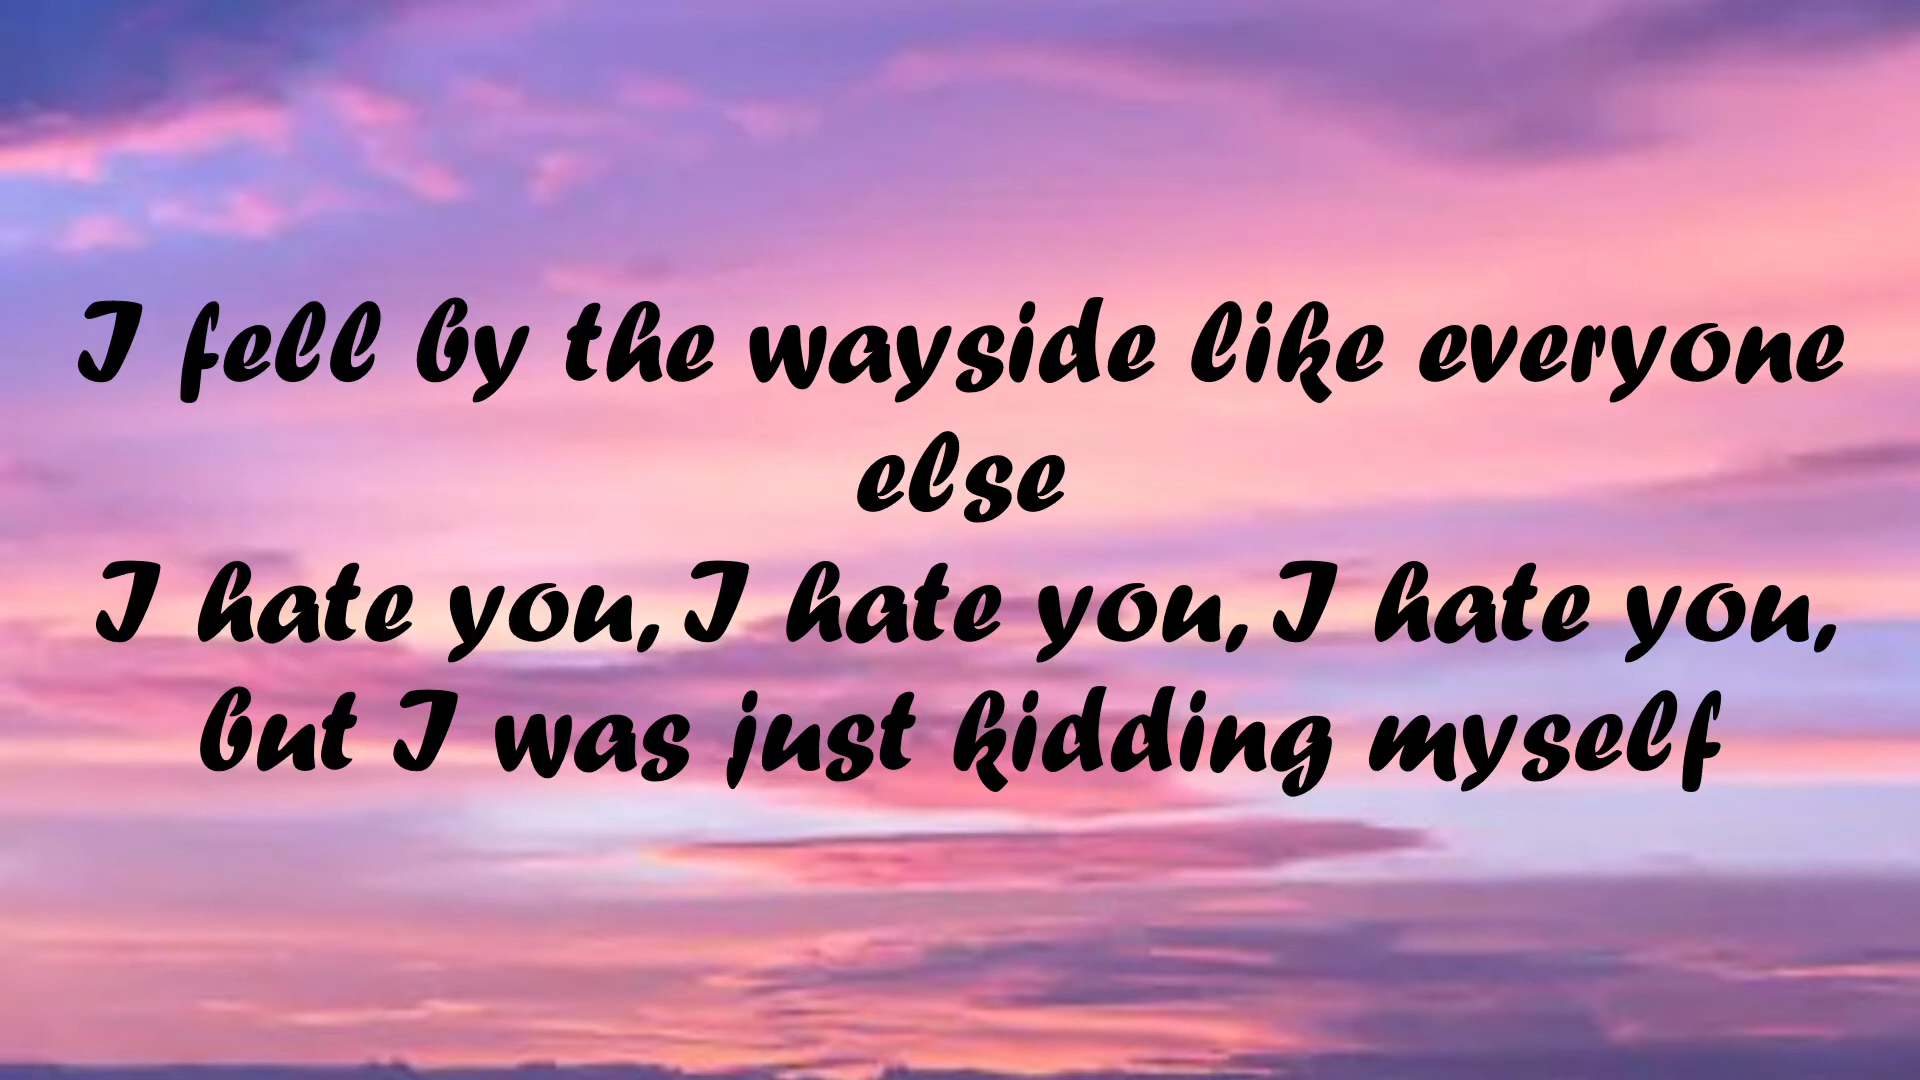 I fell by the wayside like everyone
else
I hate you, I hate you, I hate you,
but I was just kidding myself